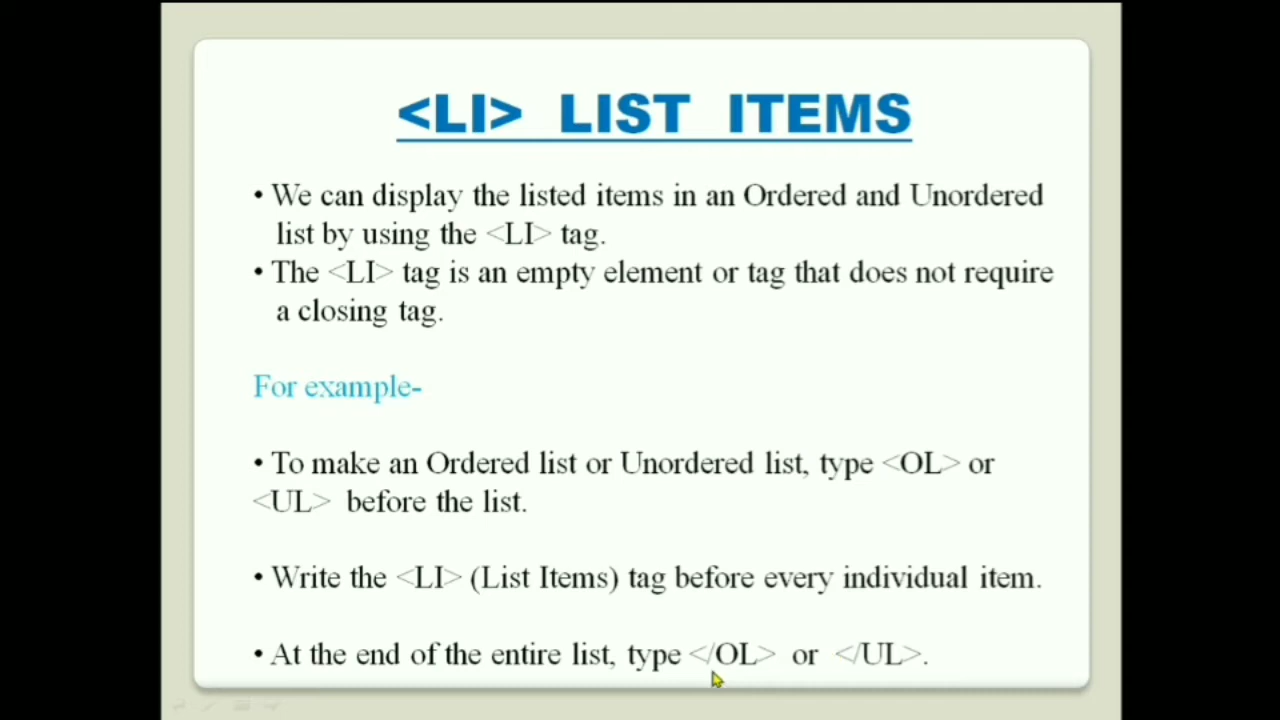 <LI> LIST ITEMS
• We can display the listed items in an Ordered and Unordered
list by using the <LI> tag.
• The <LI> tag is an empty element or tag that does not require
a closing tag.
For example-
• To make an Ordered list or Unordered list, type <OL> or
<UL> before the list.
• Write the <LI> (List Items) tag before every individual item.
• At the end of the entire list, type </OL> or </UL>.